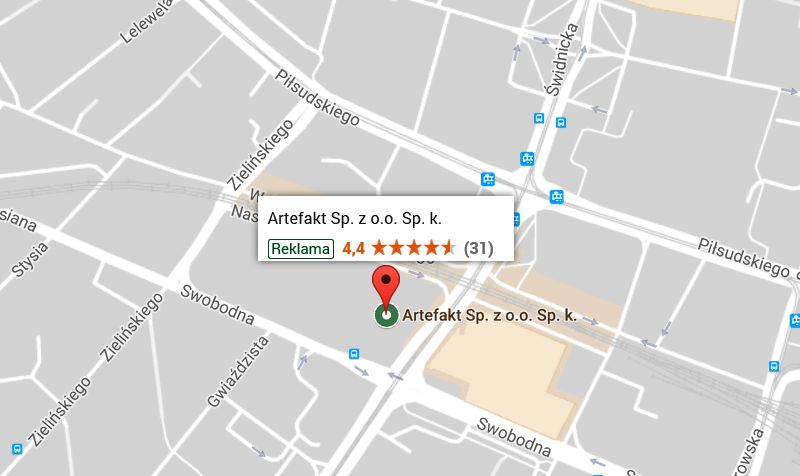 Lelewela
Świdnicka
Piłsudskiego
Zielińskiego
Artefakt Sp. z o.o. Sp. k.
Reklama 4,4 (31)
Stysia
Piłsudskiego
Swobodna
Artefakt Sp. z o.o. Sp. k.
Zielińskiego
Gwiaździsta
Zielińskiego
Swobodna